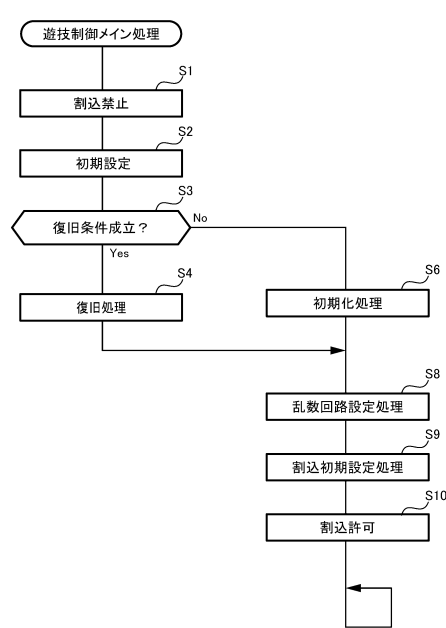 遊技制御メイン処理
S1
割込禁止
S2
初期設定
S3
復旧条件成立？
No
Yes
S4
復旧処理
S6
初期化処理
S8
乱数回路設定処理
S9
割込初期設定処理
S10
割込許可